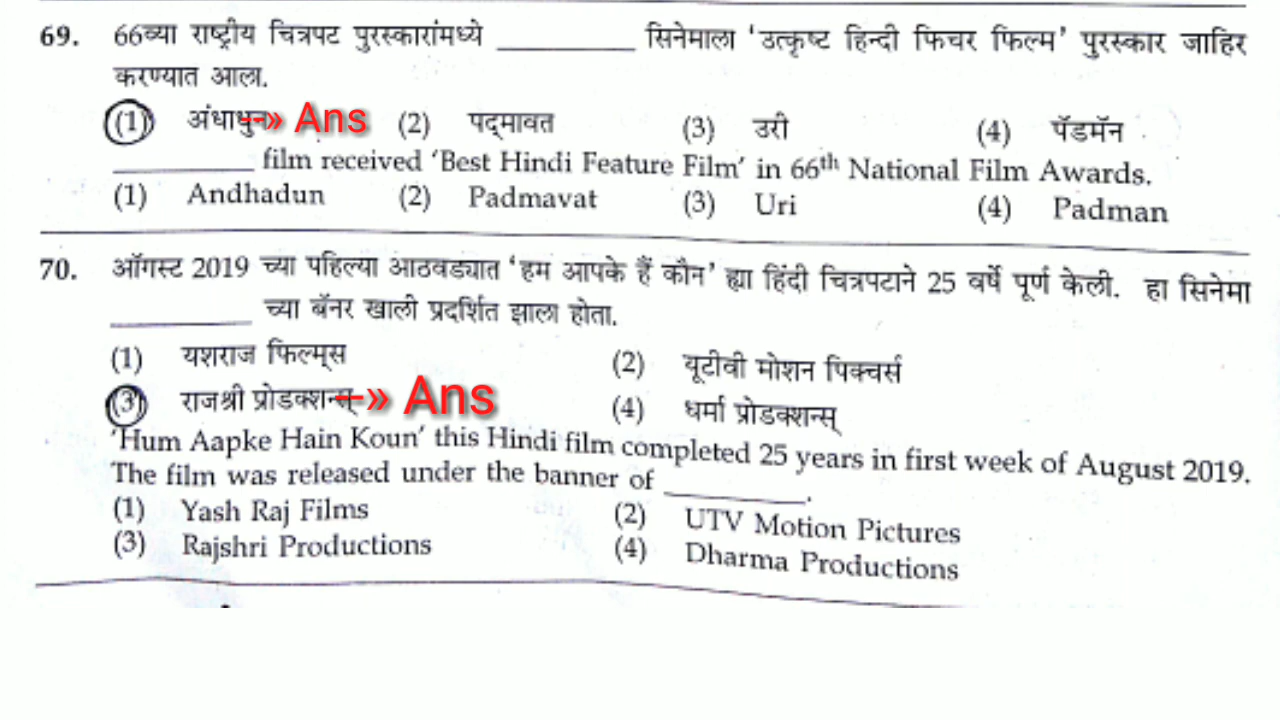 69. 66व्या राष्ट्रीय चित्रपट पुरस्कारांमध्ये __________ सिनेमाला 'उत्कृष्ट हिन्दी फिचर फिल्म' पुरस्कार जाहिर
करण्यात आला.
(1) अंधाधुन --» Ans (2) पद्मावत (3) उरी (4) पॅडमॅन
__________ film received 'Best Hindi Feature Film' in 66th National Film Awards.
(1) Andhadun (2) Padmavat (3) Uri (4) Padman
70. ऑगस्ट 2019 च्या पहिल्या आठवड्यात 'हम आपके हैं कौन' ह्या हिंदी चित्रपटाने 25 वर्षे पूर्ण केली. हा सिनेमा
__________ च्या बॅनर खाली प्रदर्शित झाला होता.
(1) यशराज फिल्म्स (2) यूटीवी मोशन पिक्चर्स
(3) राजश्री प्रोडक्शन्स् --» Ans (4) धर्मा प्रोडक्शन्स्
'Hum Aapke Hain Koun' this Hindi film completed 25 years in first week of August 2019.
The film was released under the banner of __________.
(1) Yash Raj Films (2) UTV Motion Pictures
(3) Rajshri Productions (4) Dharma Productions